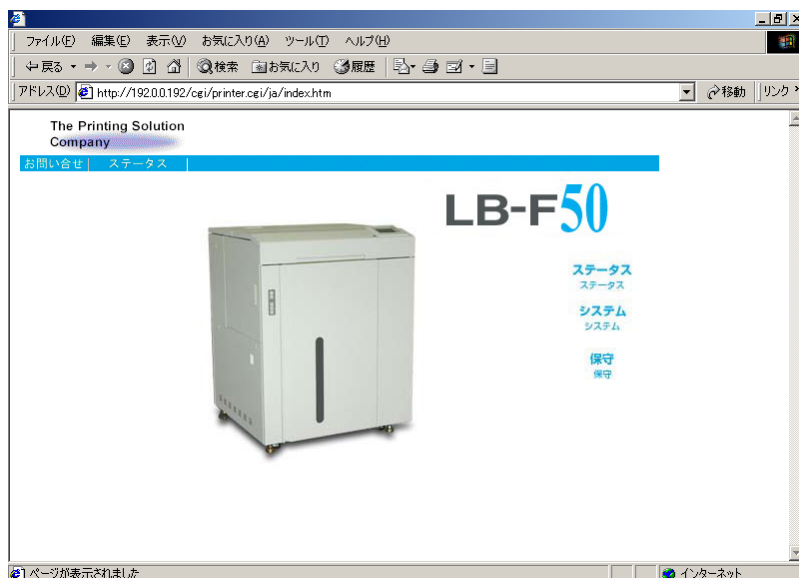 ファイル(F) 編集(E) 表示(V) お気に入り(A) ツール(T) ヘルプ(H)
戻る 検索 お気に入り 履歴
アドレス(D) http://192.0.0.192/cgi/printer.cgi/ja/index.htm 移動 リンク
The Printing Solution
Company
お問い合せ| ステータス |
LB-F50
ステータス
ステータス
システム
システム
保守
保守
ページが表示されました インターネット